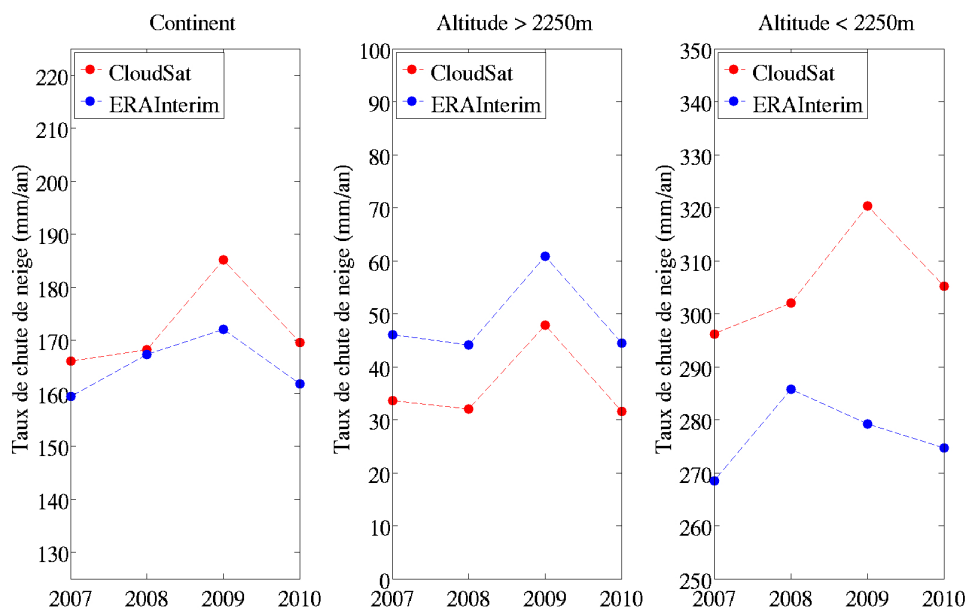 Continent
Taux de chute de neige (mm/an)
220
210
200
190
180
170
160
150
140
130
2007 2008 2009 2010
CloudSat
ERAInterim
Altitude > 2250m
Taux de chute de neige (mm/an)
100
90
80
70
60
50
40
30
20
10
0
2007 2008 2009 2010
CloudSat
ERAInterim
Altitude < 2250m
Taux de chute de neige (mm/an)
350
340
330
320
310
300
290
280
270
260
250
2007 2008 2009 2010
CloudSat
ERAInterim